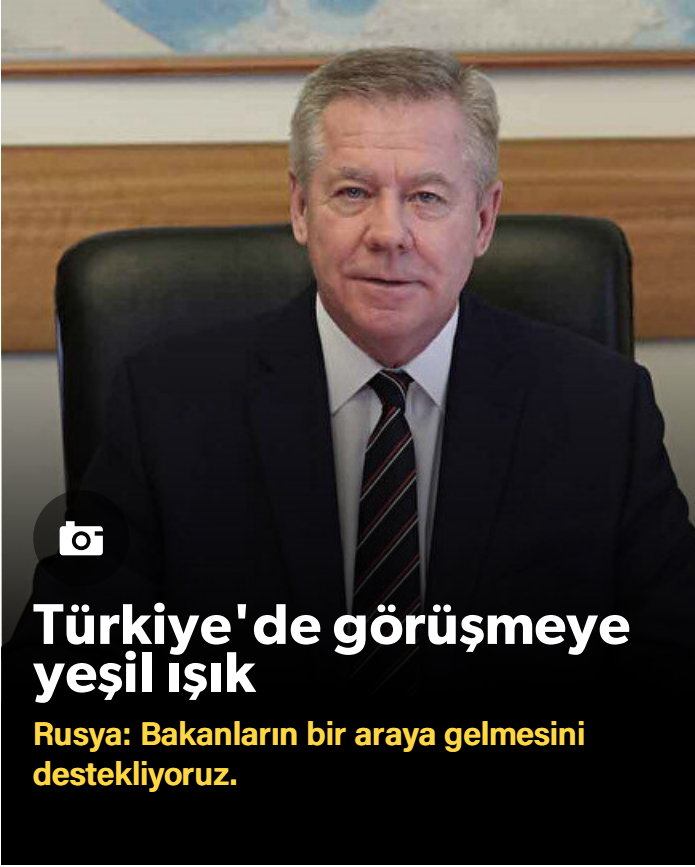 Türkiye'de görüşmeye
yeşil ışık
Rusya: Bakanların bir araya gelmesini
destekliyoruz.